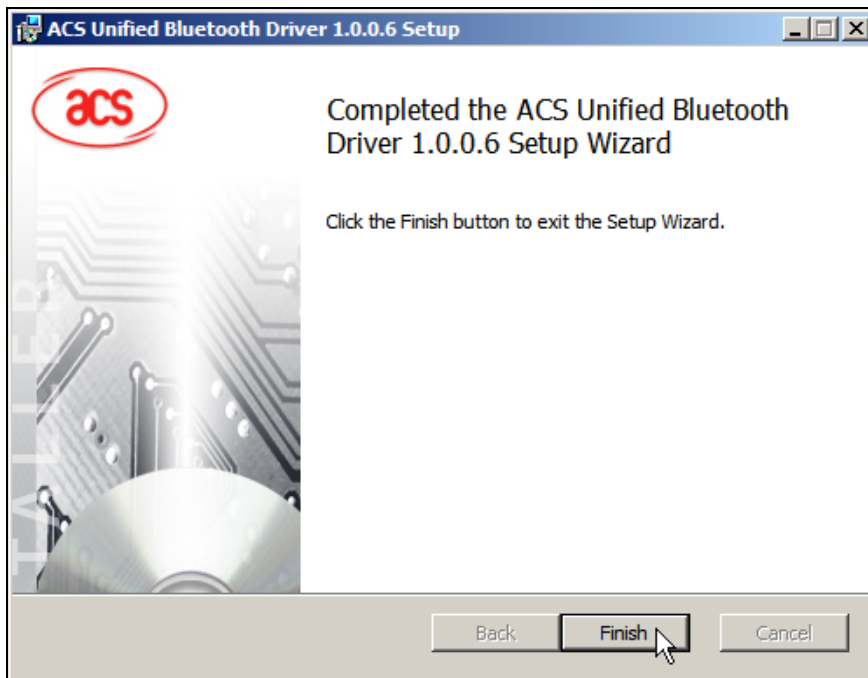 ACS Unified Bluetooth Driver 1.0.0.6 Setup
acs
Completed the ACS Unified Bluetooth
Driver 1.0.0.6 Setup Wizard
Click the Finish button to exit the Setup Wizard.
Back
Finish
Cancel